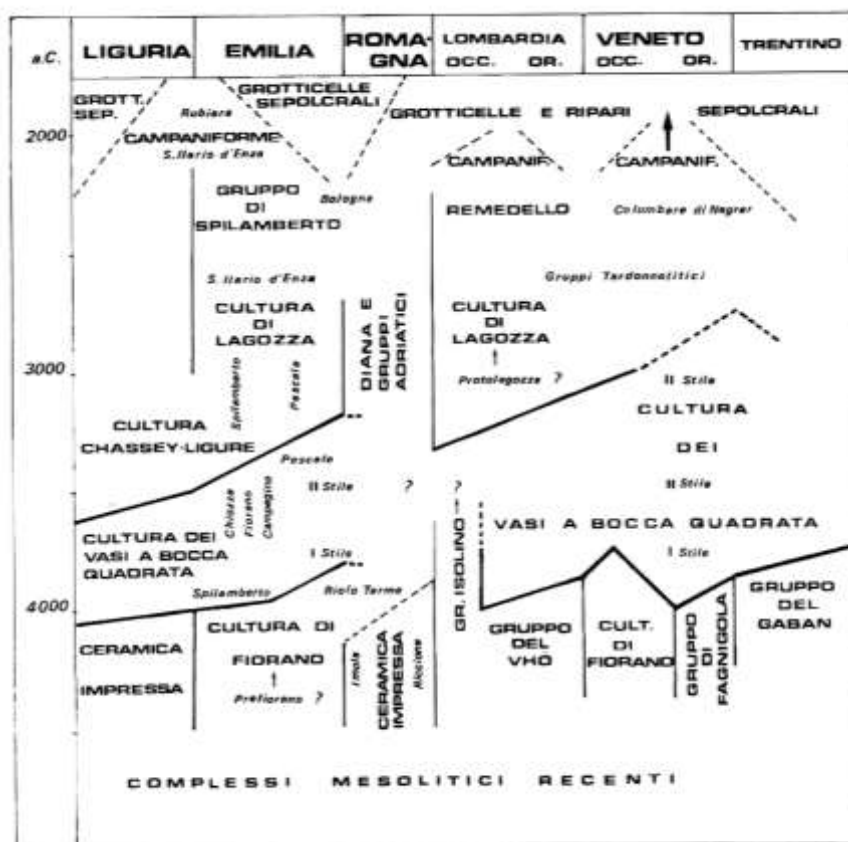 a.C.
LIGURIA
EMILIA
ROMA-
GNA
LOMBARDIA
OCC. OR.
VENETO
OCC. OR.
TRENTINO
GROTT.
SEP.
Rubiera
CAMPANIFORME
S.Ilario d'Enza
GROTTICELLE
SEPOLCRALI
GROTTICELLE E RIPARI SEPOLCRALI
2000
CAMPANIF.
CAMPANIF.
GRUPPO
DI
SPILAMBERTO
Bologna
REMEDELLO
Columbare di Negrar
S. Ilario d'Enza
Gruppi Tardoneolitici
CULTURA
DI
LAGOZZA
DIANA E
GRUPPI
ADRIATICI
CULTURA
DI
LAGOZZA
Protolagozza ?
3000
Spilamberto
Pescale
III Stile
CULTURA
DEI
CULTURA
CHASSEY-LIGURE
Pescale
II Stile
?
?
II Stile
Chiozza
Fiorano
Campegine
VASI A BOCCA QUADRATA
I Stile
CULTURA DEI
VASI A BOCCA
QUADRATA
I Stile
Spilamberto
Riolo Terme
GR. ISOLINO
4000
CERAMICA
IMPRESSA
CULTURA DI
FIORANO
Prefiorano ?
Imola
CERAMICA
IMPRESSA
Riccione
GRUPPO
DEL
VHÒ
CULT.
DI
FIORANO
GRUPPO
DI
FAGNIGOLA
GRUPPO
DEL
GABAN
COMPLESSI MESOLITICI RECENTI